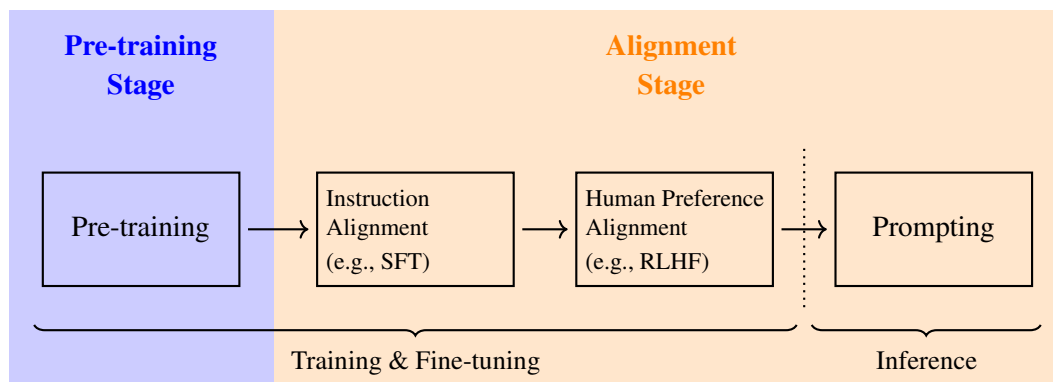 Pre-training
Stage
Alignment
Stage
Pre-training
Instruction
Alignment
(e.g., SFT)
Human Preference
Alignment
(e.g., RLHF)
Prompting
Training & Fine-tuning
Inference